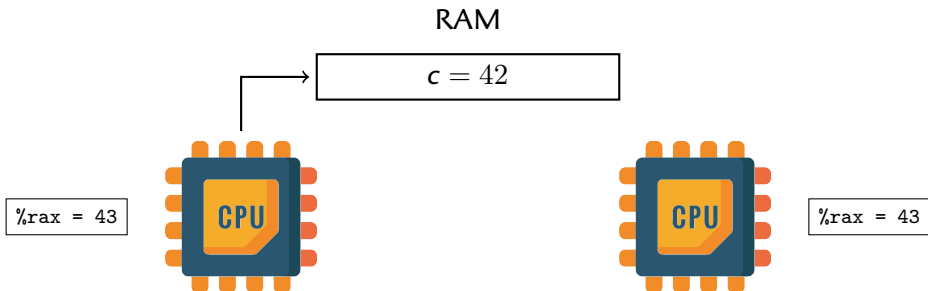 RAM
c = 42
%rax = 43
CPU
CPU
%rax = 43